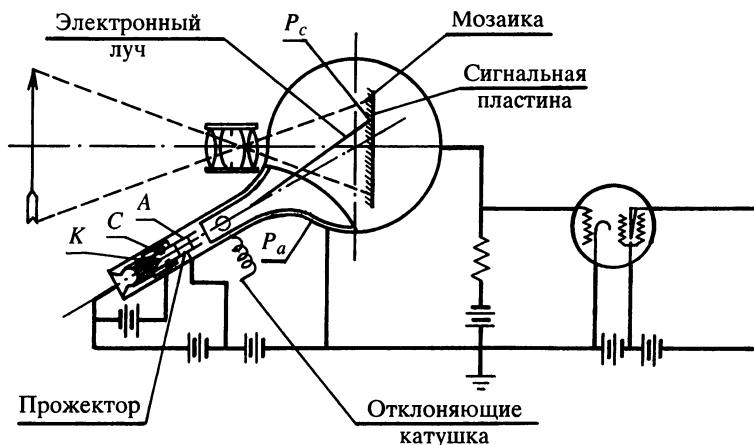 Электронный
луч
P_c
Мозаика
Сигнальная
пластина
A
C
K
P_a
Прожектор
Отклоняющие
катушка